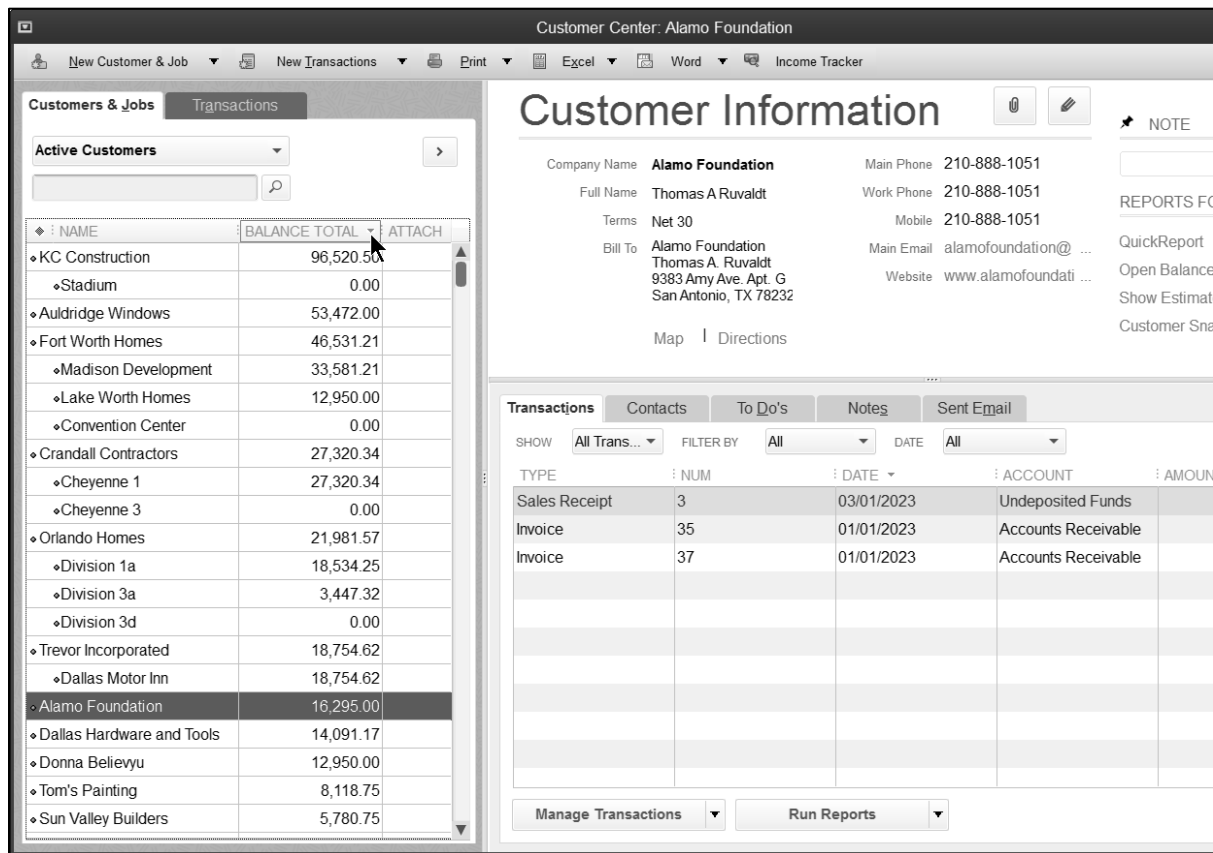 Customer Center: Alamo Foundation
New Customer & Job New Transactions Print Excel Word Income Tracker
Customers & Jobs Transactions
Active Customers
NAME BALANCE TOTAL ATTACH
KC Construction 96,520.50
Stadium 0.00
Auldridge Windows 53,472.00
Fort Worth Homes 46,531.21
Madison Development 33,581.21
Lake Worth Homes 12,950.00
Convention Center 0.00
Crandall Contractors 27,320.34
Cheyenne 1 27,320.34
Cheyenne 3 0.00
Orlando Homes 21,981.57
Division 1a 18,534.25
Division 3a 3,447.32
Division 3d 0.00
Trevor Incorporated 18,754.62
Dallas Motor Inn 18,754.62
Alamo Foundation 16,295.00
Dallas Hardware and Tools 14,091.17
Donna Believyu 12,950.00
Tom's Painting 8,118.75
Sun Valley Builders 5,780.75
Customer Information
Company Name Alamo Foundation Main Phone 210-888-1051
Full Name Thomas A Ruvaldt Work Phone 210-888-1051
Terms Net 30 Mobile 210-888-1051
Bill To Alamo Foundation Main Email alamofoundation@ ...
Thomas A. Ruvaldt
9383 Amy Ave. Apt. G Website www.alamofoundati ...
San Antonio, TX 78232
Map | Directions
NOTE
REPORTS FO
QuickReport
Open Balance
Show Estimat
Customer Sna
Transactions Contacts To Do's Notes Sent Email
SHOW All Trans... FILTER BY All DATE All
TYPE NUM DATE ACCOUNT AMOUN
Sales Receipt 3 03/01/2023 Undeposited Funds
Invoice 35 01/01/2023 Accounts Receivable
Invoice 37 01/01/2023 Accounts Receivable
Manage Transactions Run Reports